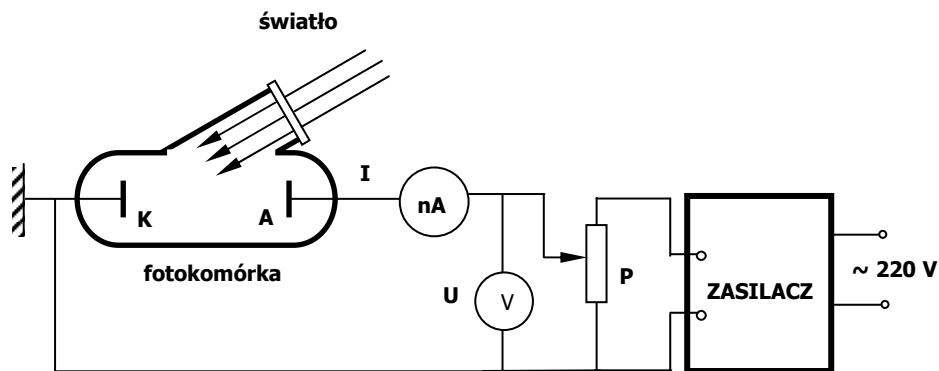 światło
I
nA
K
A
fotokomórka
U
V
P
ZASILACZ
~ 220 V